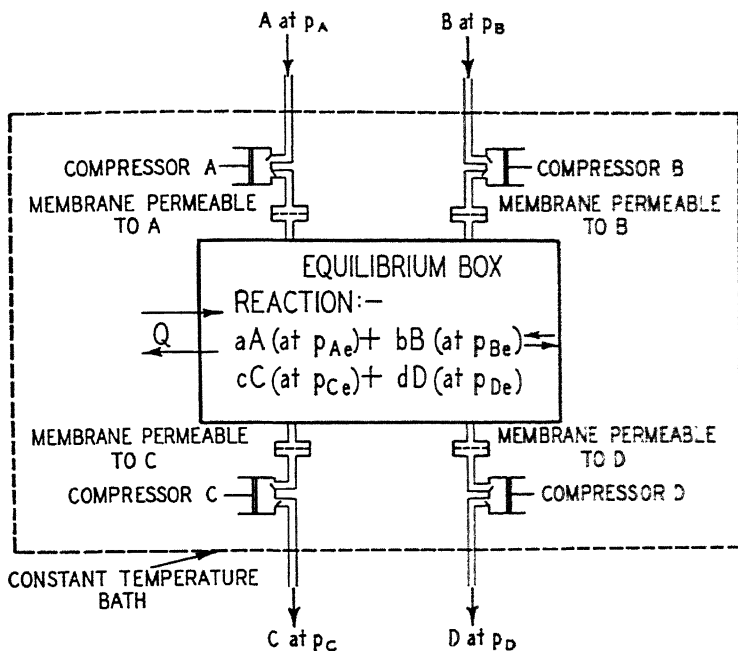 A at pA
B at pB
COMPRESSOR A
COMPRESSOR B
MEMBRANE PERMEABLE
TO A
MEMBRANE PERMEABLE
TO B
EQUILIBRIUM BOX
REACTION:-
Q
aA (at pAe) + bB (at pBe)
cC (at pCe) + dD (at pDe)
MEMBRANE PERMEABLE
TO C
MEMBRANE PERMEABLE
TO D
COMPRESSOR C
COMPRESSOR D
CONSTANT TEMPERATURE
BATH
C at pC
D at pD